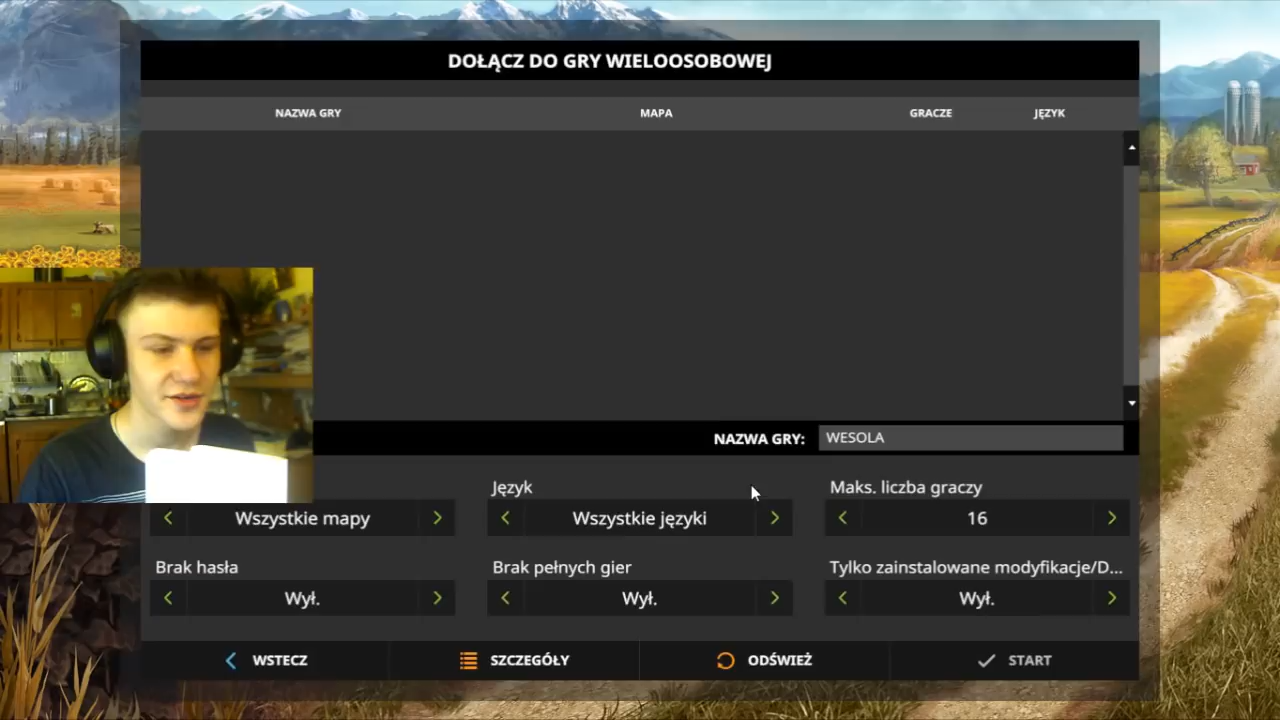 DOŁĄCZ DO GRY WIELOOSOBOWEJ
NAZWA GRY MAPA GRACZE JĘZYK
NAZWA GRY: WESOLA
Język Maks. liczba graczy
Wszystkie mapy Wszystkie języki 16
Brak hasła Brak pełnych gier Tylko zainstalowane modyfikacje/D...
Wył. Wył. Wył.
WSTECZ SZCZEGÓŁY ODŚWIEŻ START